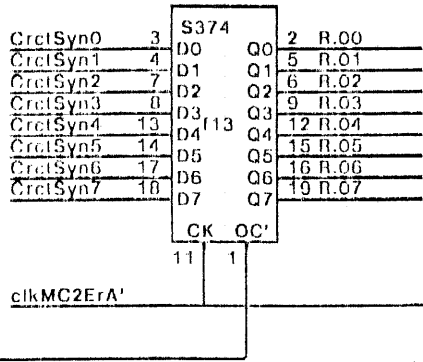 S374
CrctSyn0 3 D0 Q0 2 R.00
CrctSyn1 4 D1 Q1 5 R.01
CrctSyn2 7 D2 Q2 6 R.02
CrctSyn3 8 D3 Q3 9 R.03
CrctSyn4 13 D4 13 Q4 12 R.04
CrctSyn5 14 D5 Q5 15 R.05
CrctSyn6 17 D6 Q6 16 R.06
CrctSyn7 18 D7 Q7 19 R.07
CK OC'
11 1
clkMC2ErA'